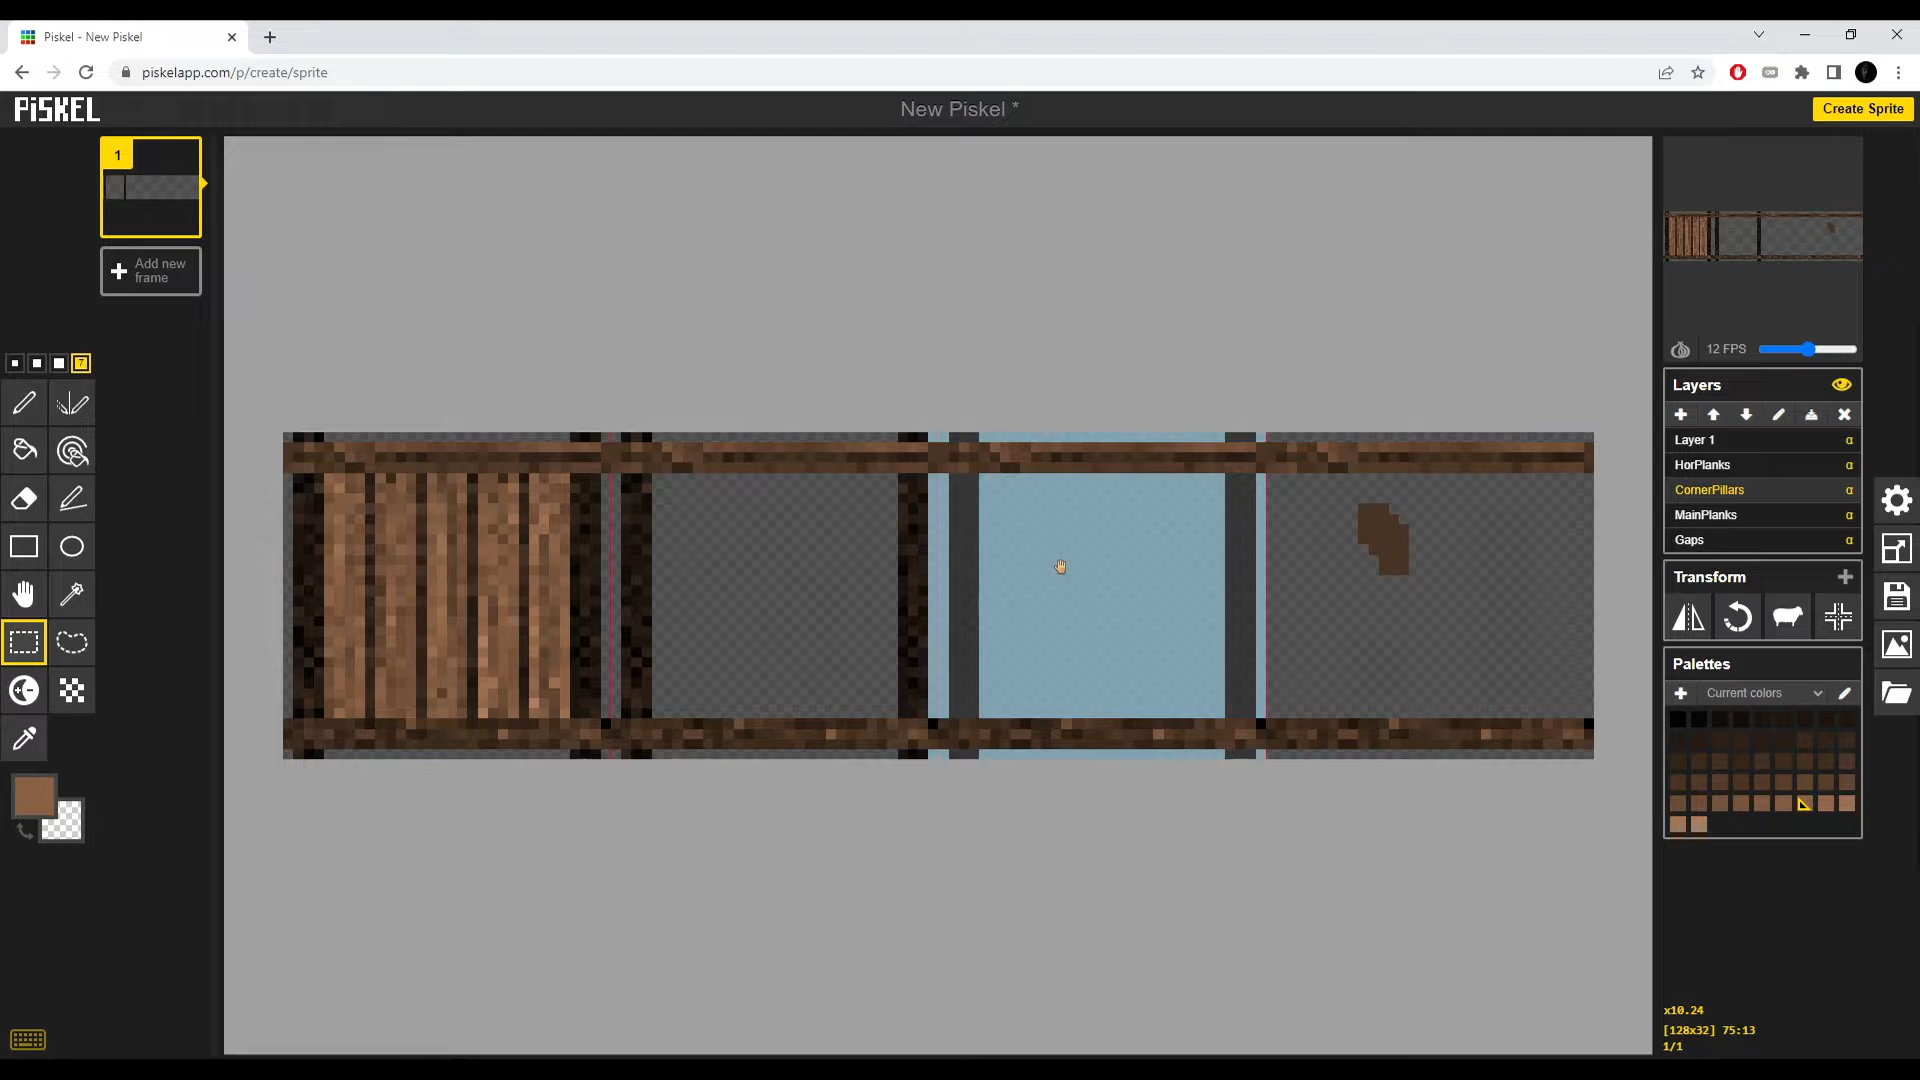 Piskel - New Piskel
piskelapp.com/p/create/sprite
PiSKEL
New Piskel *
Create Sprite
1
Add new
frame
12 FPS
7
Layers
Layer 1 α
HorPlanks α
CornerPillars α
MainPlanks α
Gaps α
Transform
Palettes
Current colors
x10.24
[128x32] 75:13
1/1